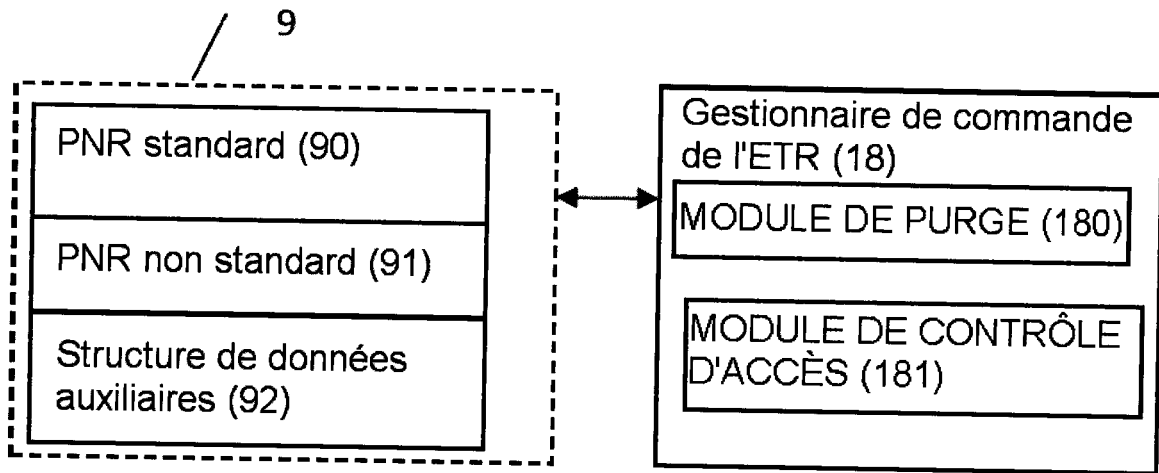 9
PNR standard (90)
PNR non standard (91)
Structure de données
auxiliaires (92)
Gestionnaire de commande
de l'ETR (18)
MODULE DE PURGE (180)
MODULE DE CONTRÔLE
D'ACCÈS (181)